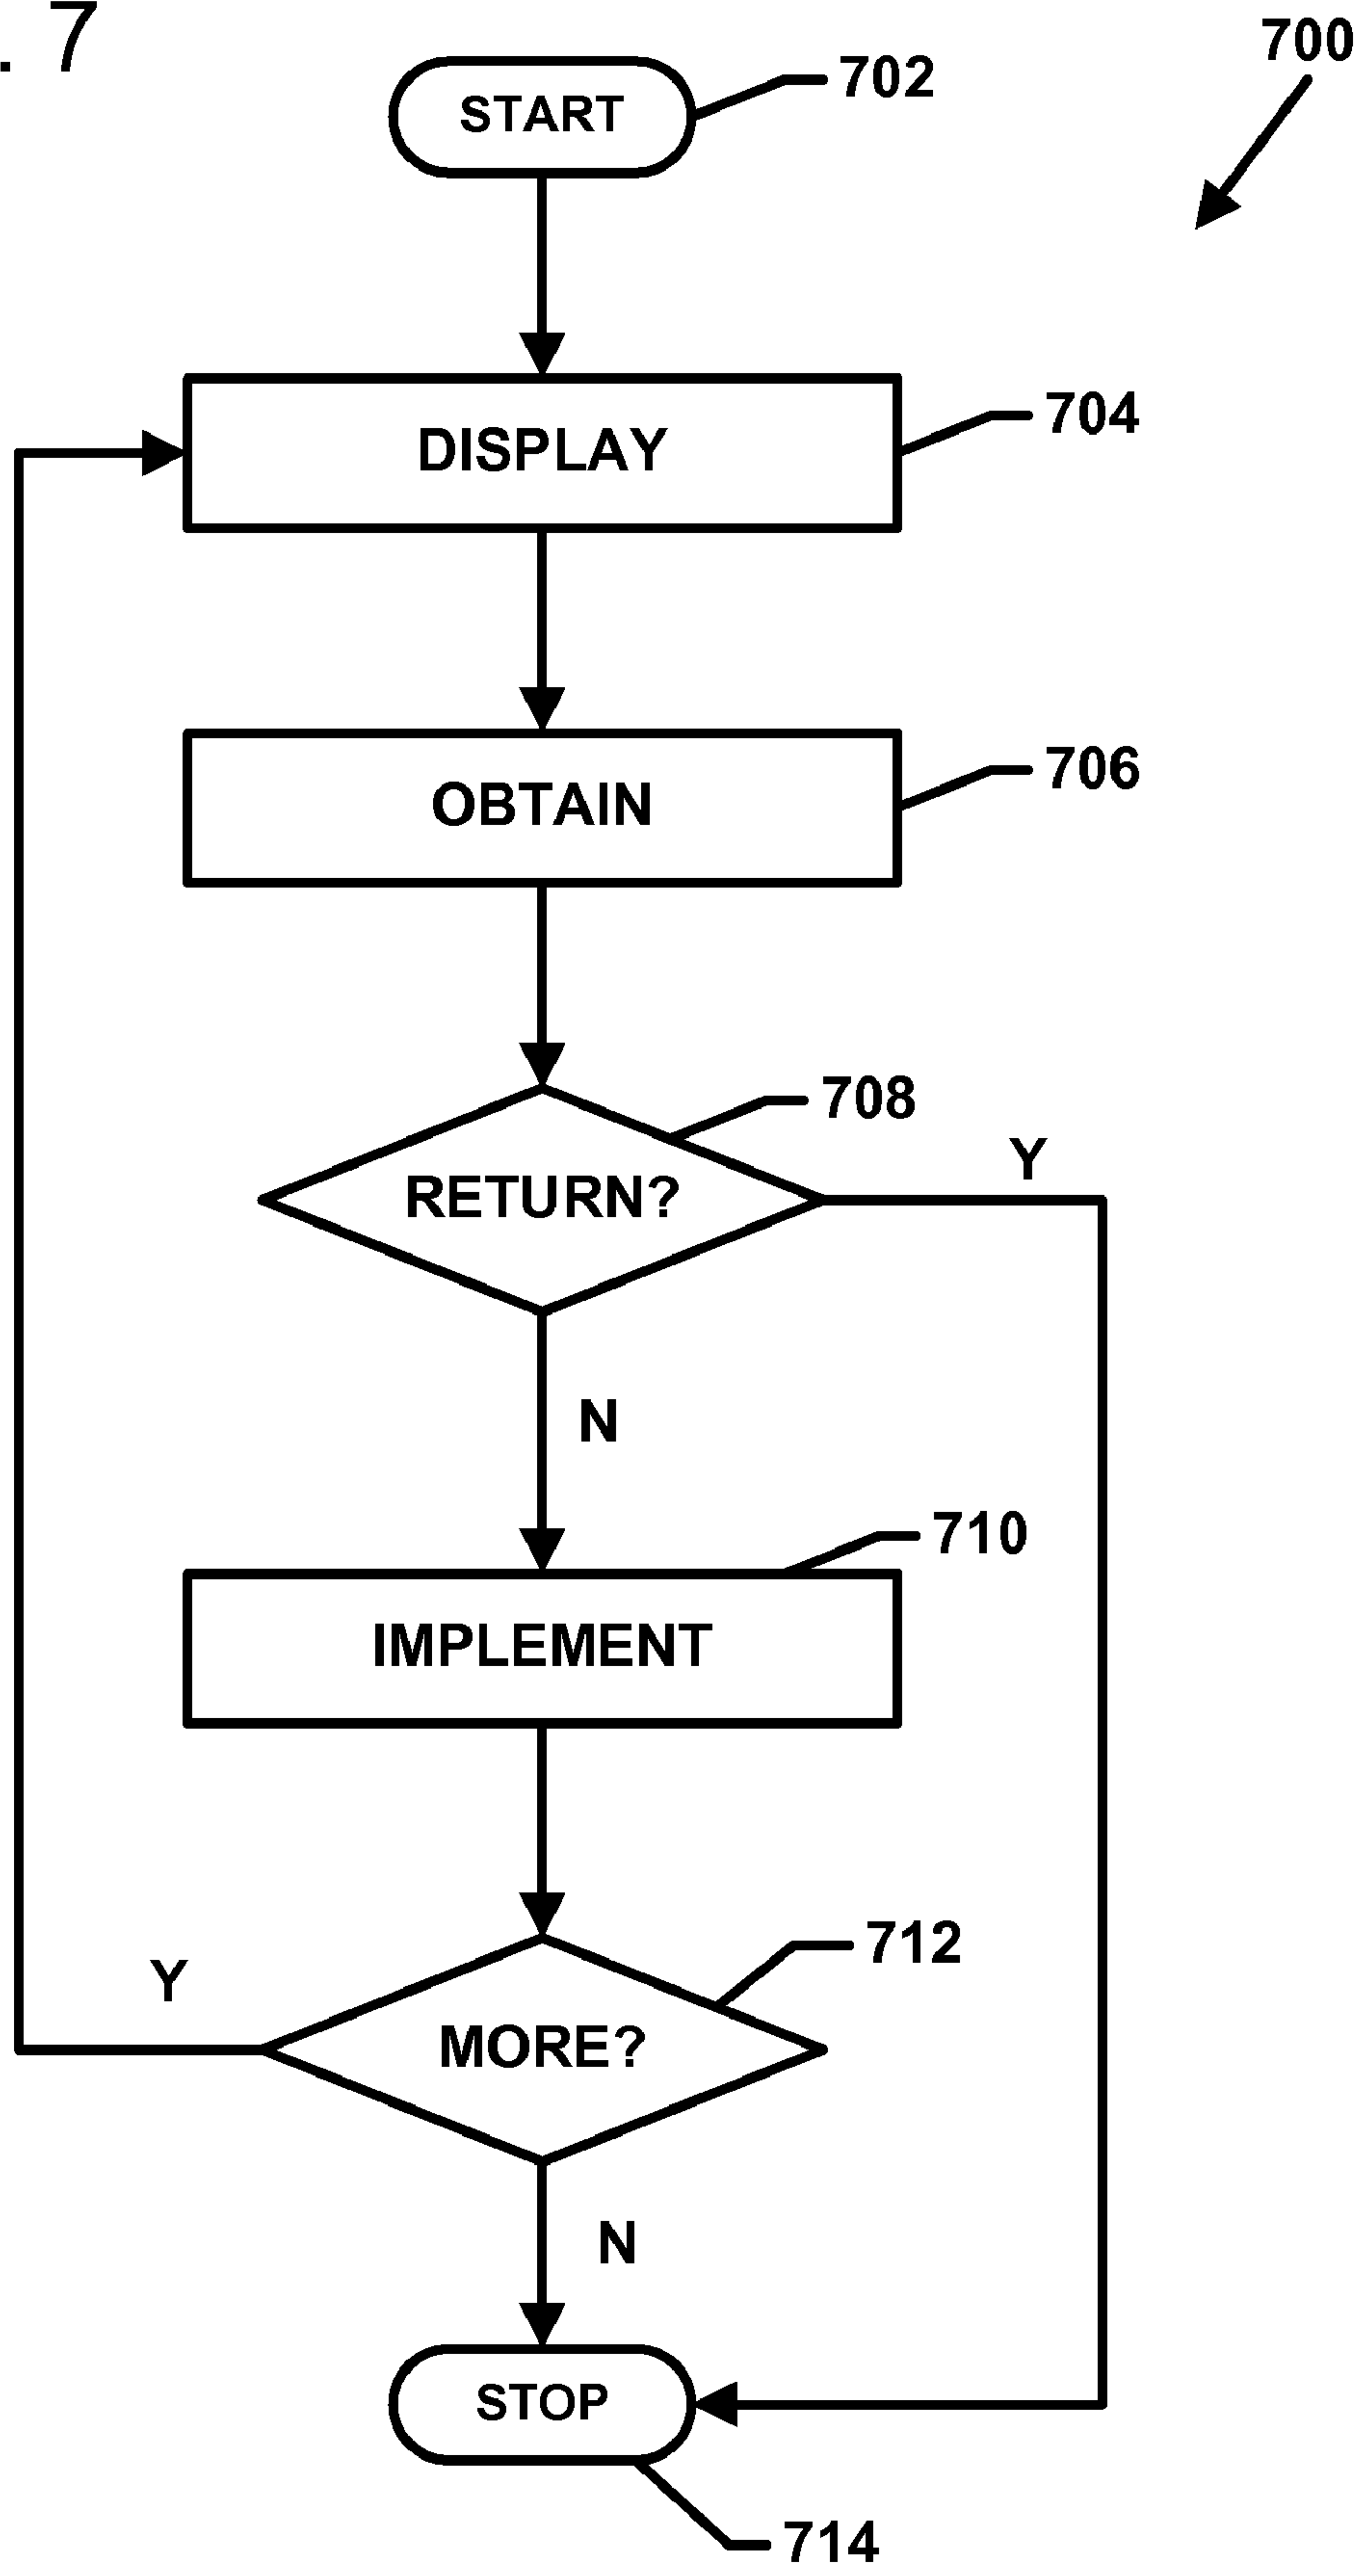 . 7
700
START
702
DISPLAY
704
OBTAIN
706
708
RETURN?
Y
N
710
IMPLEMENT
712
Y
MORE?
N
STOP
714